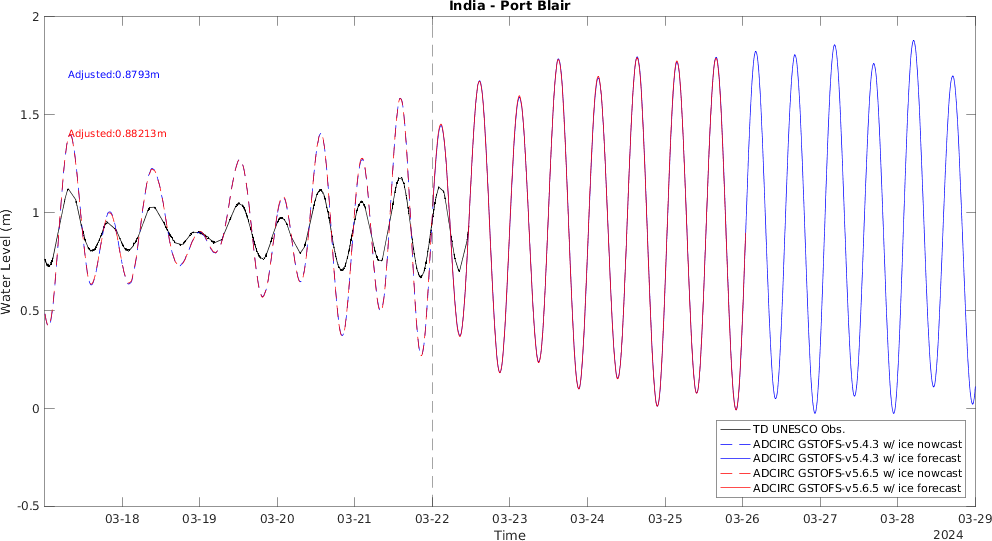 India - Port Blair
2
1.5
1
0.5
0
-0.5
Water Level (m)
Adjusted:0.8793m
Adjusted:0.88213m
TD UNESCO Obs.
ADCIRC GSTOFS-v5.4.3 w/ ice nowcast
ADCIRC GSTOFS-v5.4.3 w/ ice forecast
ADCIRC GSTOFS-v5.6.5 w/ ice nowcast
ADCIRC GSTOFS-v5.6.5 w/ ice forecast
03-18 03-19 03-20 03-21 03-22 03-23 03-24 03-25 03-26 03-27 03-28 03-29
Time
2024